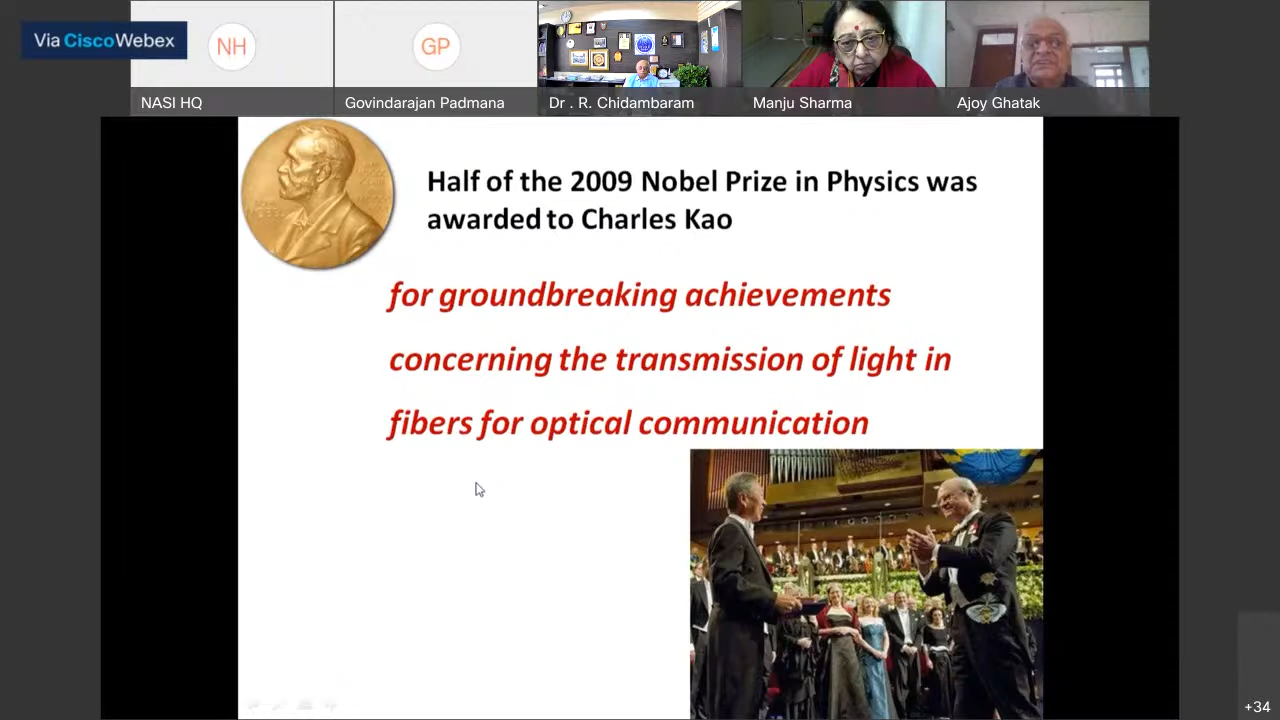 Via Cisco Webex
NH
GP
NASI HQ
Govindarajan Padmana
Dr . R. Chidambaram
Manju Sharma
Ajoy Ghatak
Half of the 2009 Nobel Prize in Physics was
awarded to Charles Kao
for groundbreaking achievements
concerning the transmission of light in
fibers for optical communication
+34